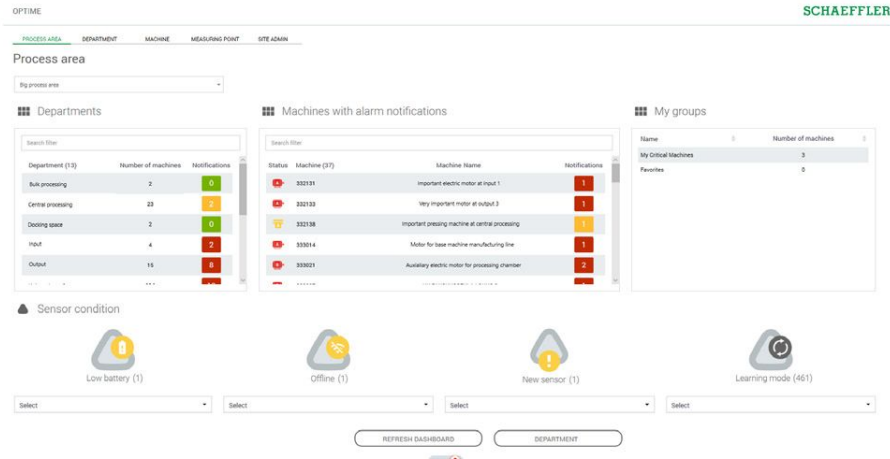 OPTIME
SCHAEFFLER
PROCESS AREA DEPARTMENT MACHINE MEASURING POINT SITE ADMIN
Process area
Big process area
Departments
Search filter
Department (13) Number of machines Notifications
Bulk processing 2 0
Central processing 23 2
Docking space 2 0
Input 4 2
Output 15 8
Machines with alarm notifications
Search filter
Status Machine (37) Machine Name Notifications
332131 Important electric motor at input 1 1
332133 Very important motor at output 3 1
332138 Important pressing machine at central processing 1
333014 Motor for base machine manufacturing line 1
333021 Auxiallary electric motor for processing chamber 2
My groups
Name Number of machines
My Critical Machines 3
Favorites 0
Sensor condition
Low battery (1)
Offline (1)
New sensor (1)
Learning mode (461)
Select
Select
Select
Select
REFRESH DASHBOARD DEPARTMENT